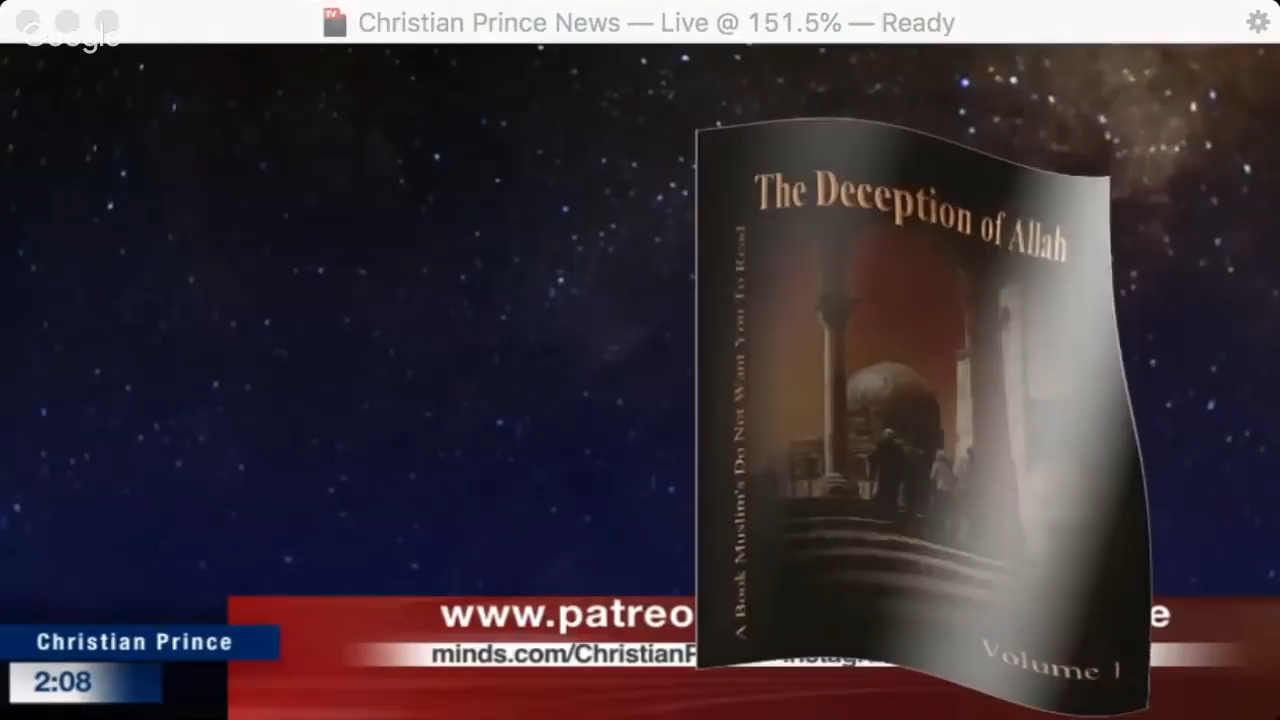 Christian Prince News — Live @ 151.5% — Ready
Google
The Deception of Allah
A Book Muslim's Do Not Want You To Read
Volume 1
www.patreo
e
minds.com/ChristianP
Christian Prince
2:08